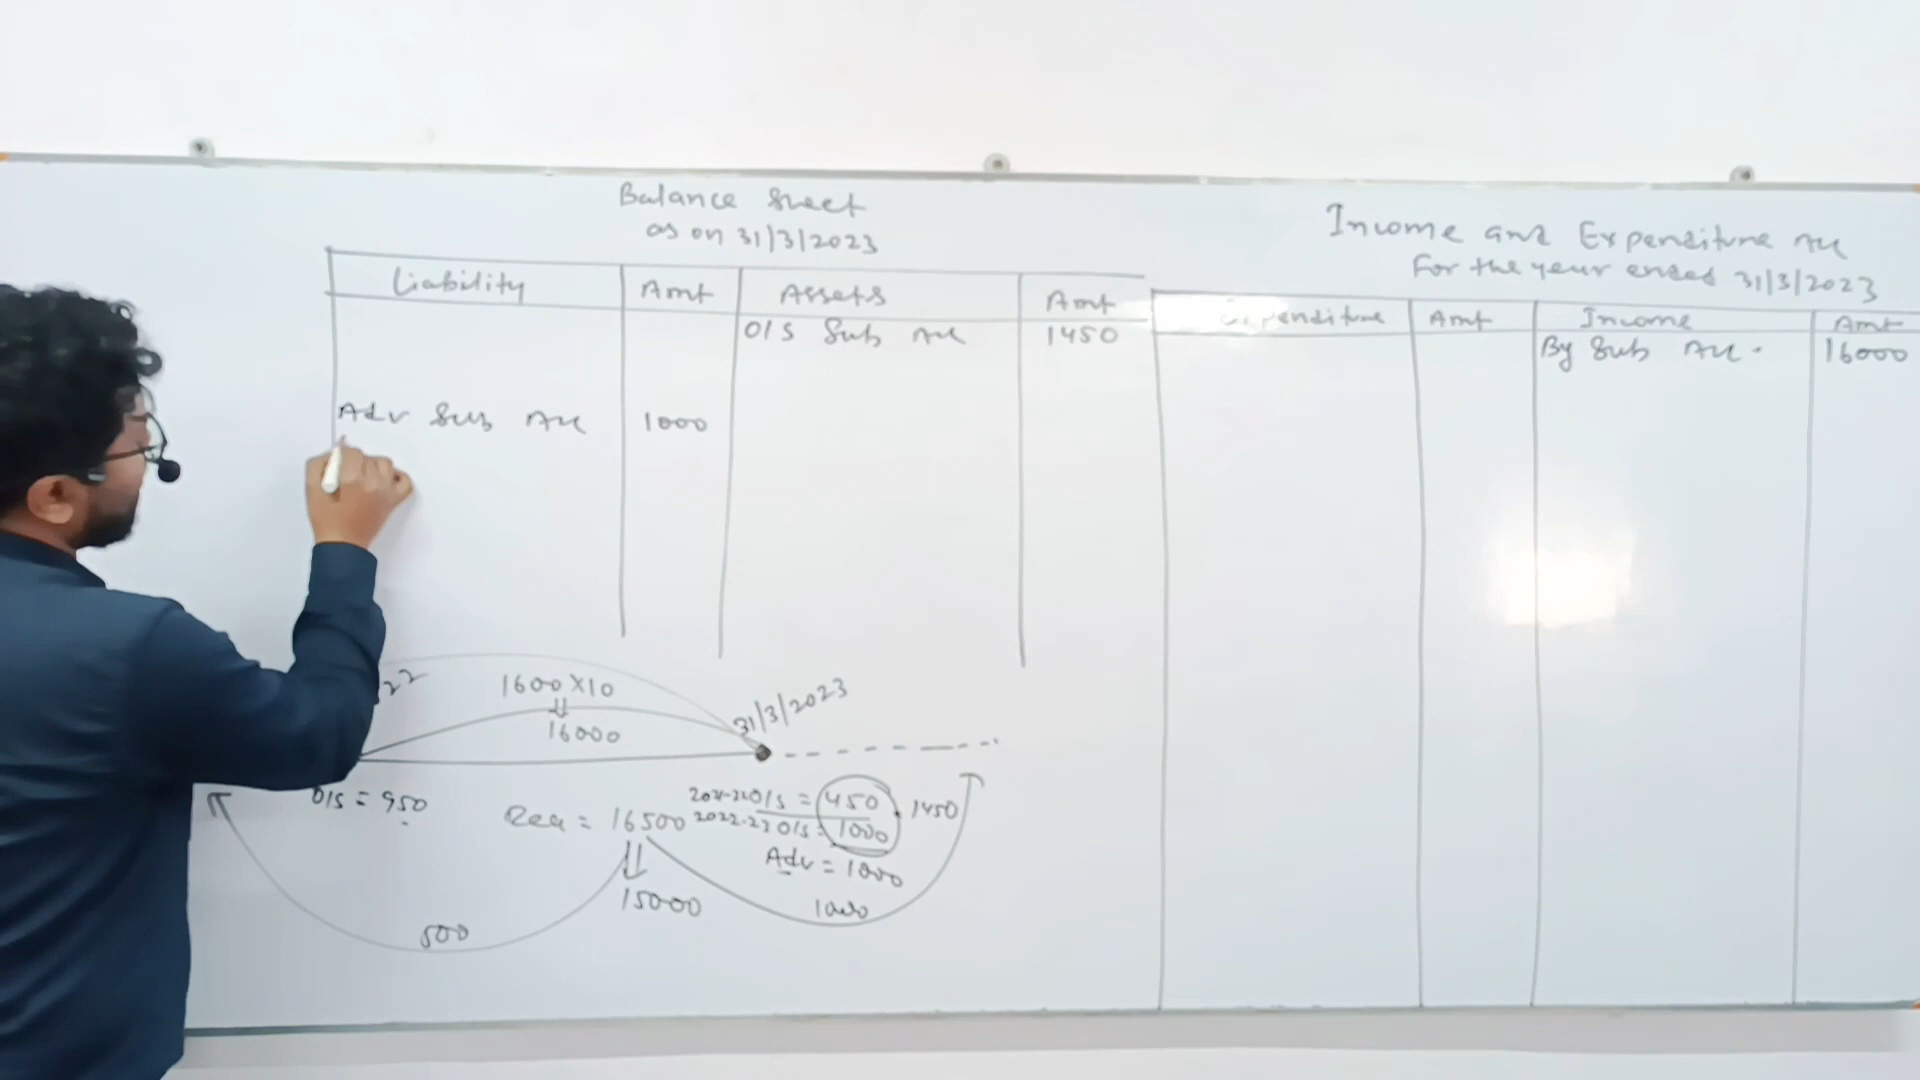 Balance Sheet
as on 31/3/2023
Liability Amt Assets Amt
O/S Sub A/c 1450
Adv Sub A/c 1000
Income and Expenditure A/c
For the year ended 31/3/2023
Expenditure Amt Income Amt
By Sub A/c. 16000
22
1600 X10
16000
31/3/2023
O/S = 950
Rec = 16500
15000
500
2021-22 O/S = 450
2022-23 O/S = 1000
1450
Adv = 1000
1000